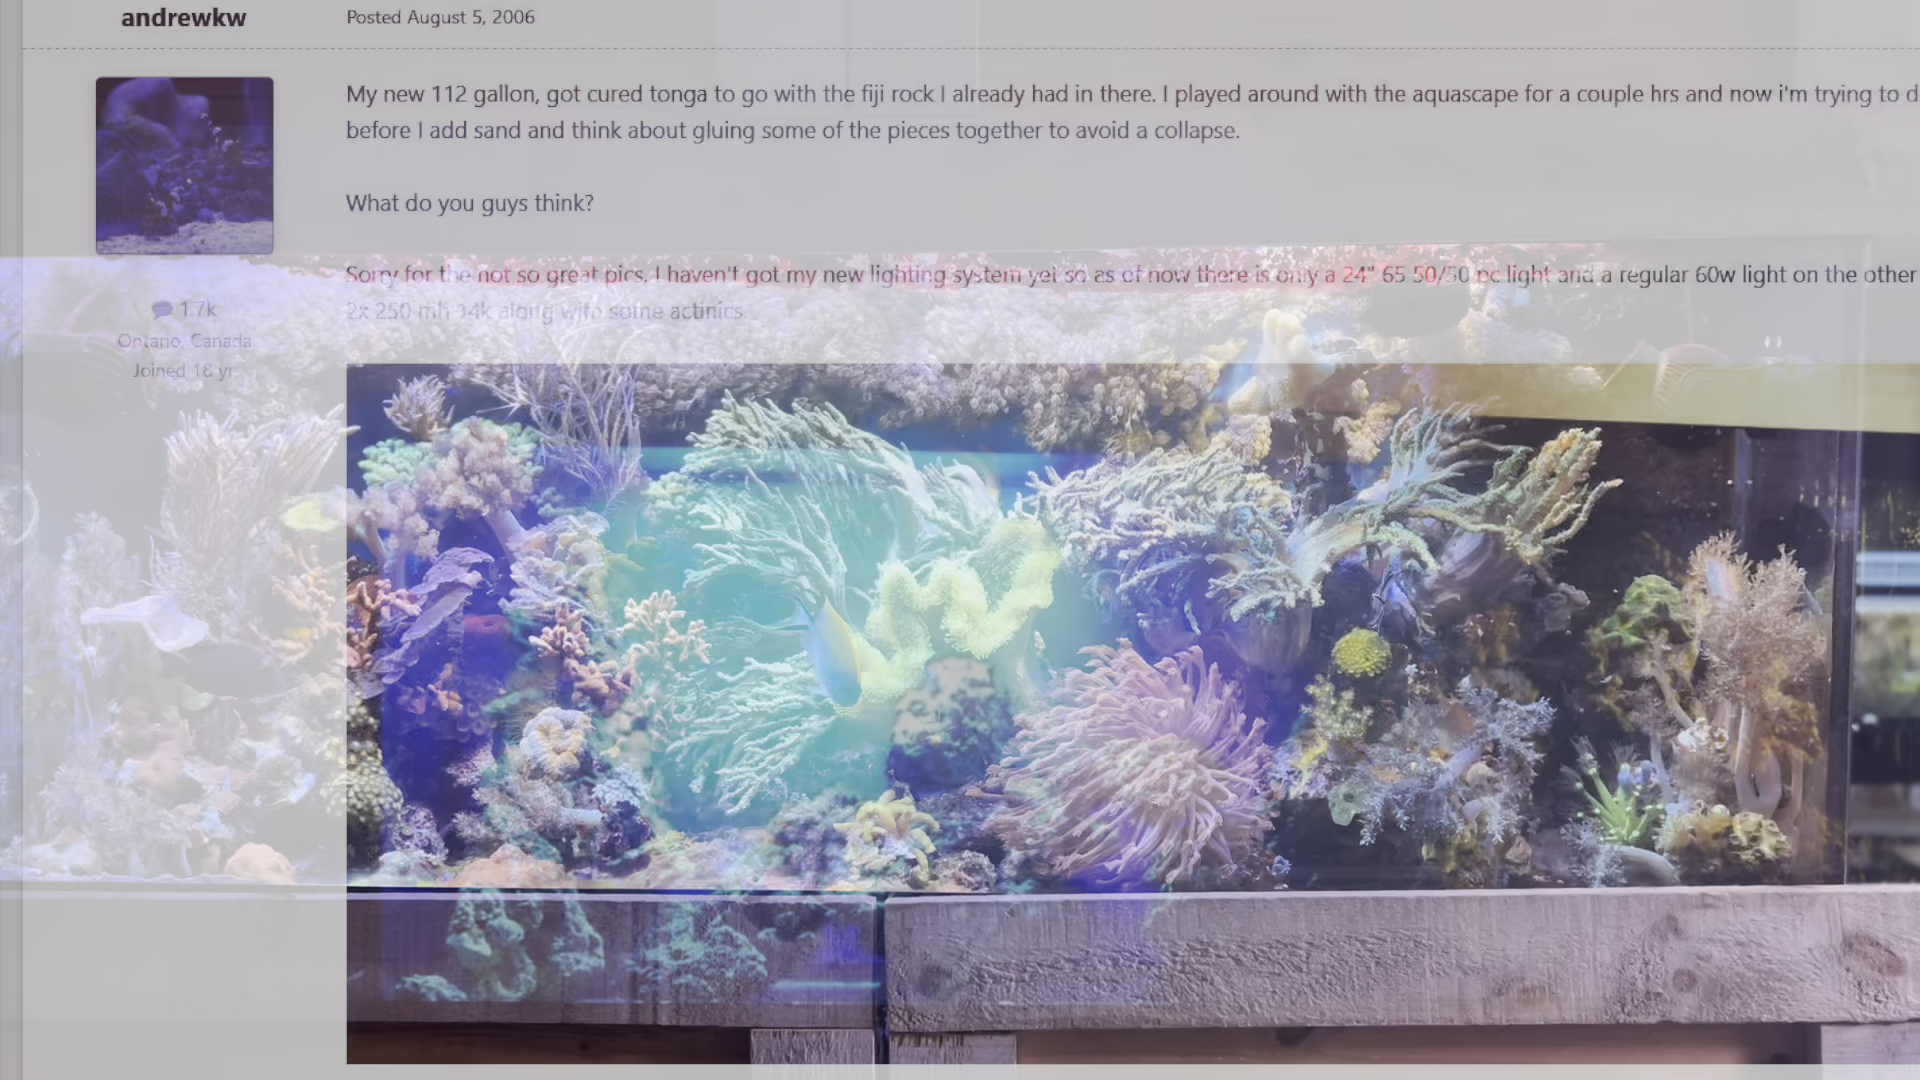 andrewkw
Posted August 5, 2006
My new 112 gallon, got cured tonga to go with the fiji rock I already had in there. I played around with the aquascape for a couple hrs and now i'm trying to d
before I add sand and think about gluing some of the pieces together to avoid a collapse.
What do you guys think?
Sorry for the not so great pics, I haven't got my new lighting system yet so as of now there is only a 24" 65 50/50 pc light and a regular 60w light on the other
2x 250 mh 14k along with some actinics.
1.7k
Ontario, Canada
Joined 18 yr